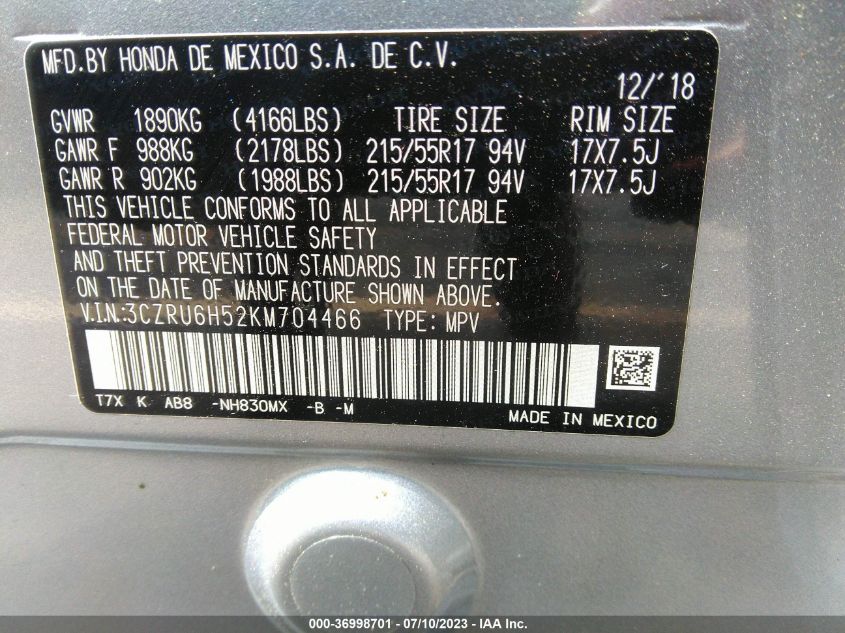 MFD.BY HONDA DE MEXICO S.A. DE C.V.
12/'18
GVWR 1890KG (4166LBS) TIRE SIZE RIM SIZE
GAWR F 988KG (2178LBS) 215/55R17 94V 17X7.5J
GAWR R 902KG (1988LBS) 215/55R17 94V 17X7.5J
THIS VEHICLE CONFORMS TO ALL APPLICABLE
FEDERAL MOTOR VEHICLE SAFETY
AND THEFT PREVENTION STANDARDS IN EFFECT
ON THE DATE OF MANUFACTURE SHOWN ABOVE.
V.I.N:3CZRU6H52KM704466 TYPE: MPV
T7X K AB8 -NH830MX -B -M
MADE IN MEXICO
000-36998701 - 07/10/2023 - IAA Inc.